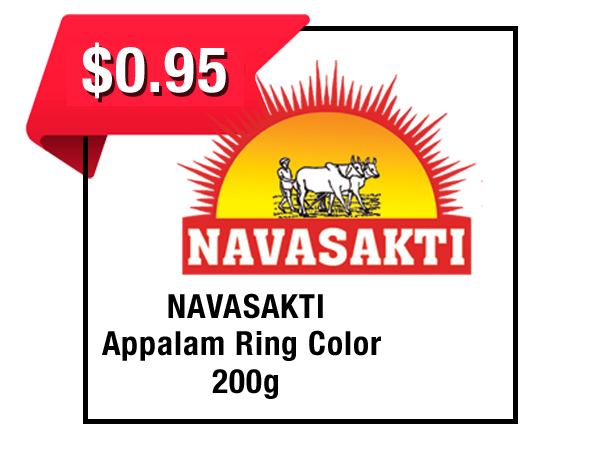 $0.95
NAVASAKTI
NAVASAKTI
Appalam Ring Color
200g